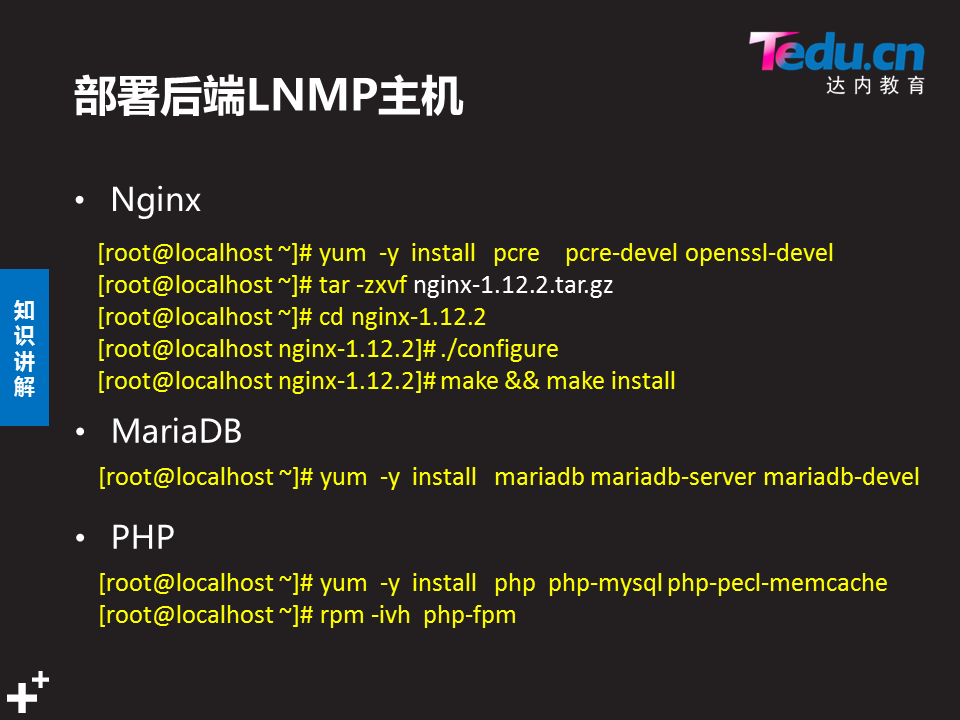 Tedu.cn
达内教育
部署后端LNMP主机
• Nginx
[root@localhost ~]# yum -y install pcre pcre-devel openssl-devel
[root@localhost ~]# tar -zxvf nginx-1.12.2.tar.gz
[root@localhost ~]# cd nginx-1.12.2
[root@localhost nginx-1.12.2]# ./configure
[root@localhost nginx-1.12.2]# make && make install
知识讲解
• MariaDB
[root@localhost ~]# yum -y install mariadb mariadb-server mariadb-devel
• PHP
[root@localhost ~]# yum -y install php php-mysql php-pecl-memcache
[root@localhost ~]# rpm -ivh php-fpm